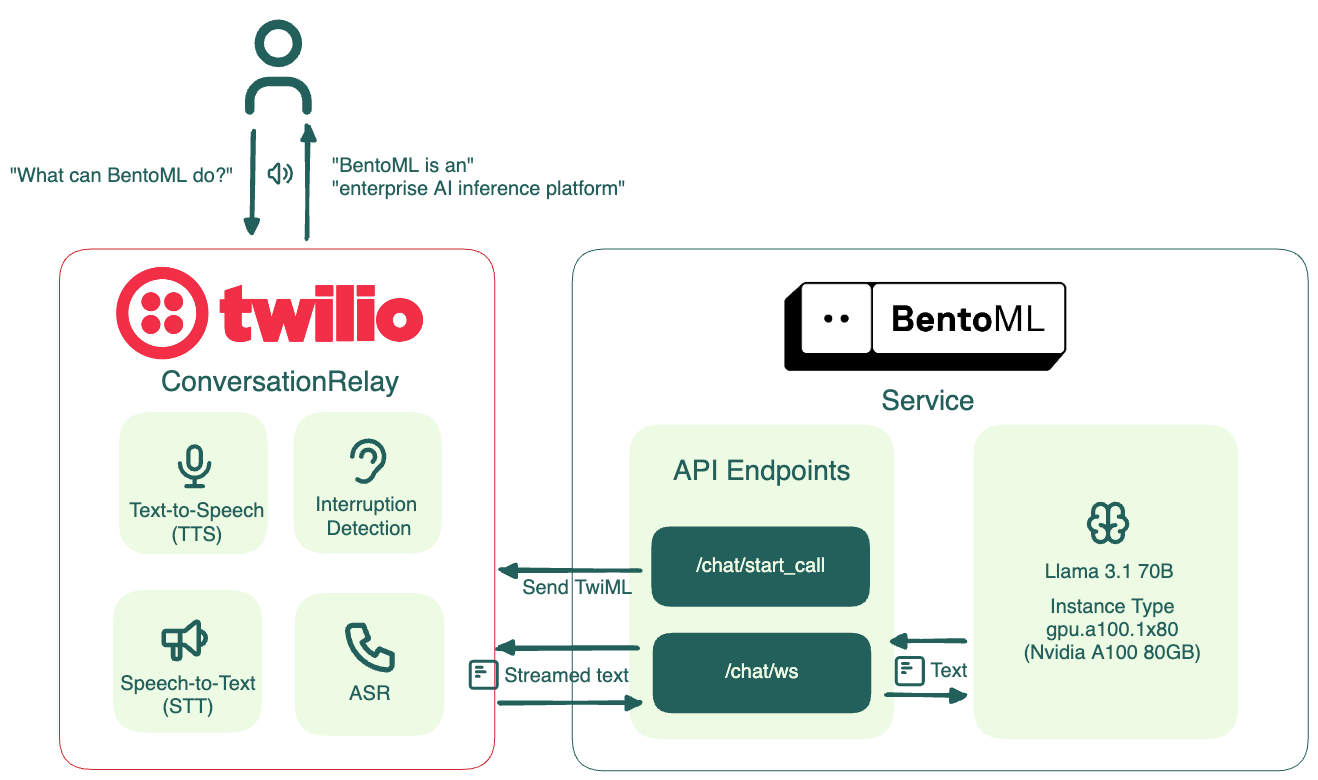 "What can BentoML do?"
"BentoML is an"
"enterprise AI inference platform"
twilio
ConversationRelay
Text-to-Speech
(TTS)
Interruption
Detection
Speech-to-Text
(STT)
ASR
BentoML
Service
API Endpoints
/chat/start_call
Send TwiML
/chat/ws
Streamed text
Text
Llama 3.1 70B
Instance Type
gpu.a100.1x80
(Nvidia A100 80GB)